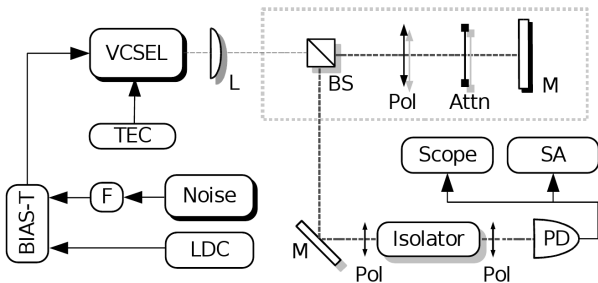 VCSEL
L
BS
Pol
Attn
M
TEC
Scope
SA
BIAS-T
F
Noise
LDC
M
Pol
Isolator
Pol
PD